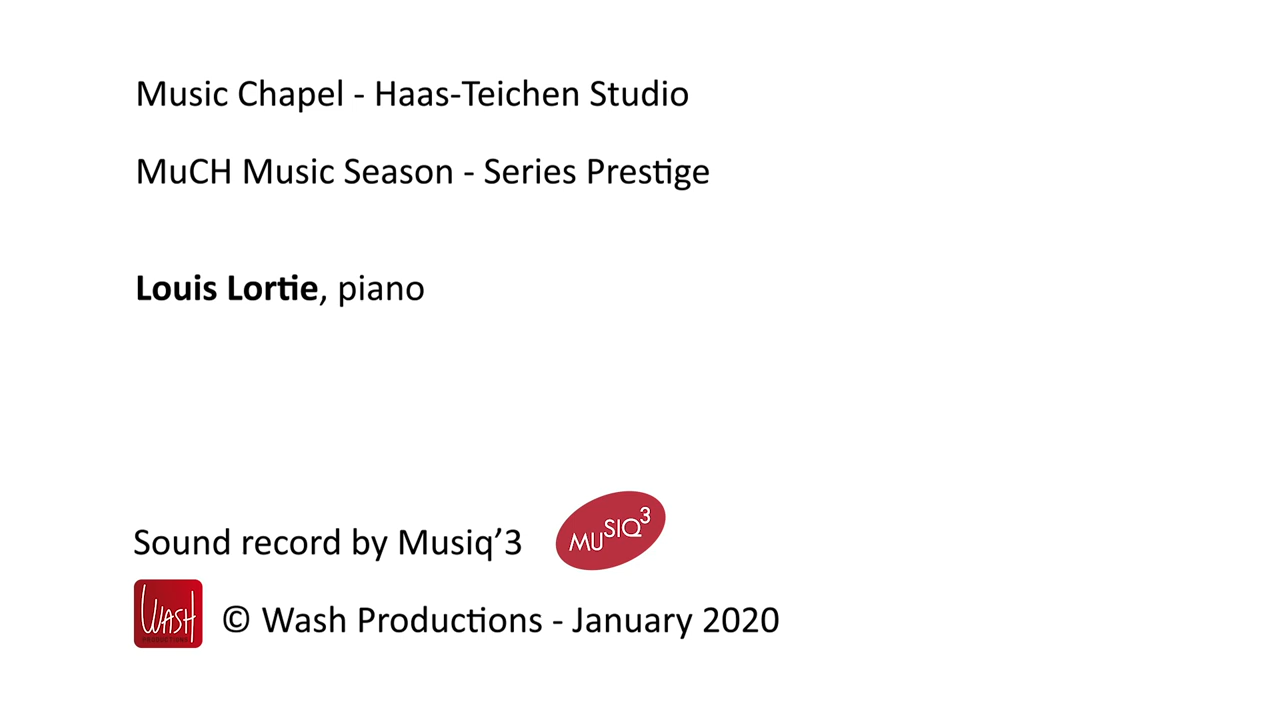 Music Chapel - Haas-Teichen Studio
MuCH Music Season - Series Prestige
Louis Lortie, piano
Sound record by Musiq’3
MUSIQ3
WASH
PRODUCTIONS
© Wash Productions - January 2020